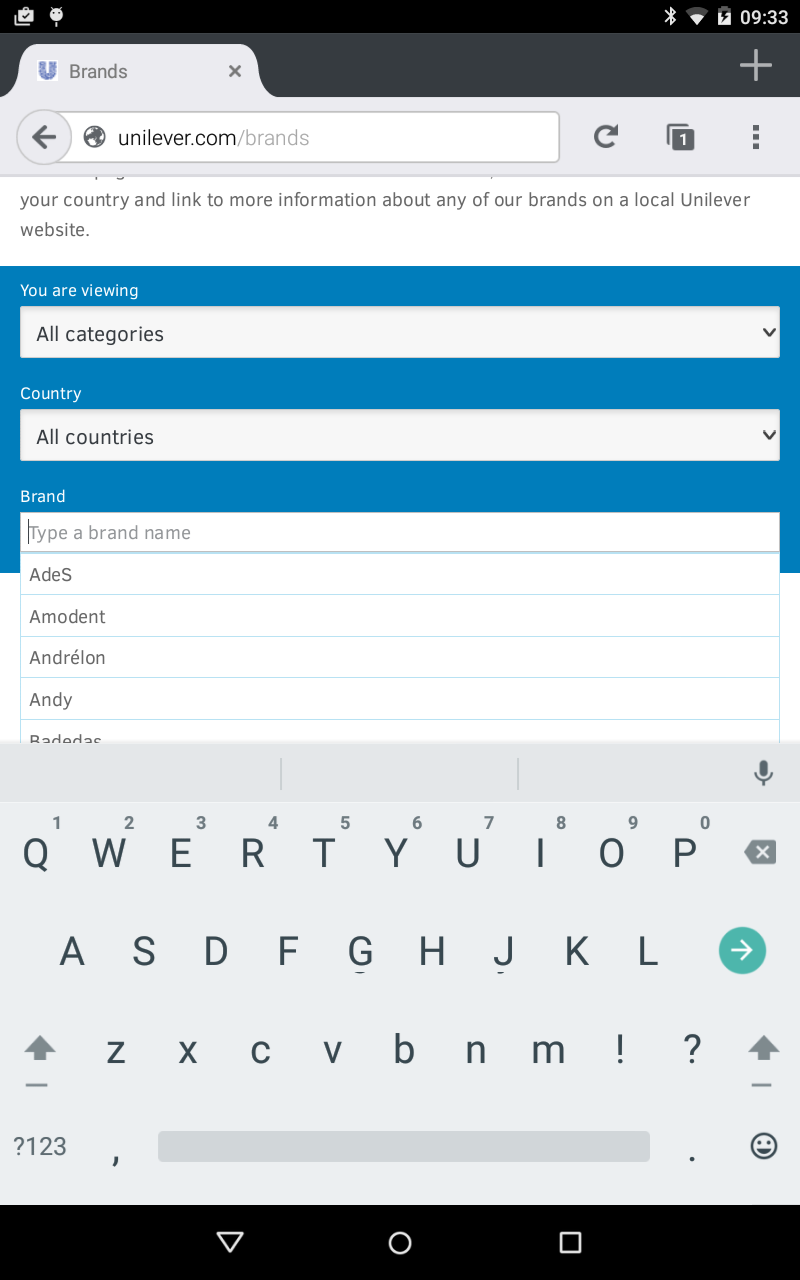 09:33
Brands
unilever.com/brands
1
your country and link to more information about any of our brands on a local Unilever
website.
You are viewing
All categories
Country
All countries
Brand
Type a brand name
AdeS
Amodent
Andrélon
Andy
Badedas
1 2 3 4 5 6 7 8 9 0
Q W E R T Y U I O P
A S D F G H J K L
z x c v b n m ! ?
?123 , .